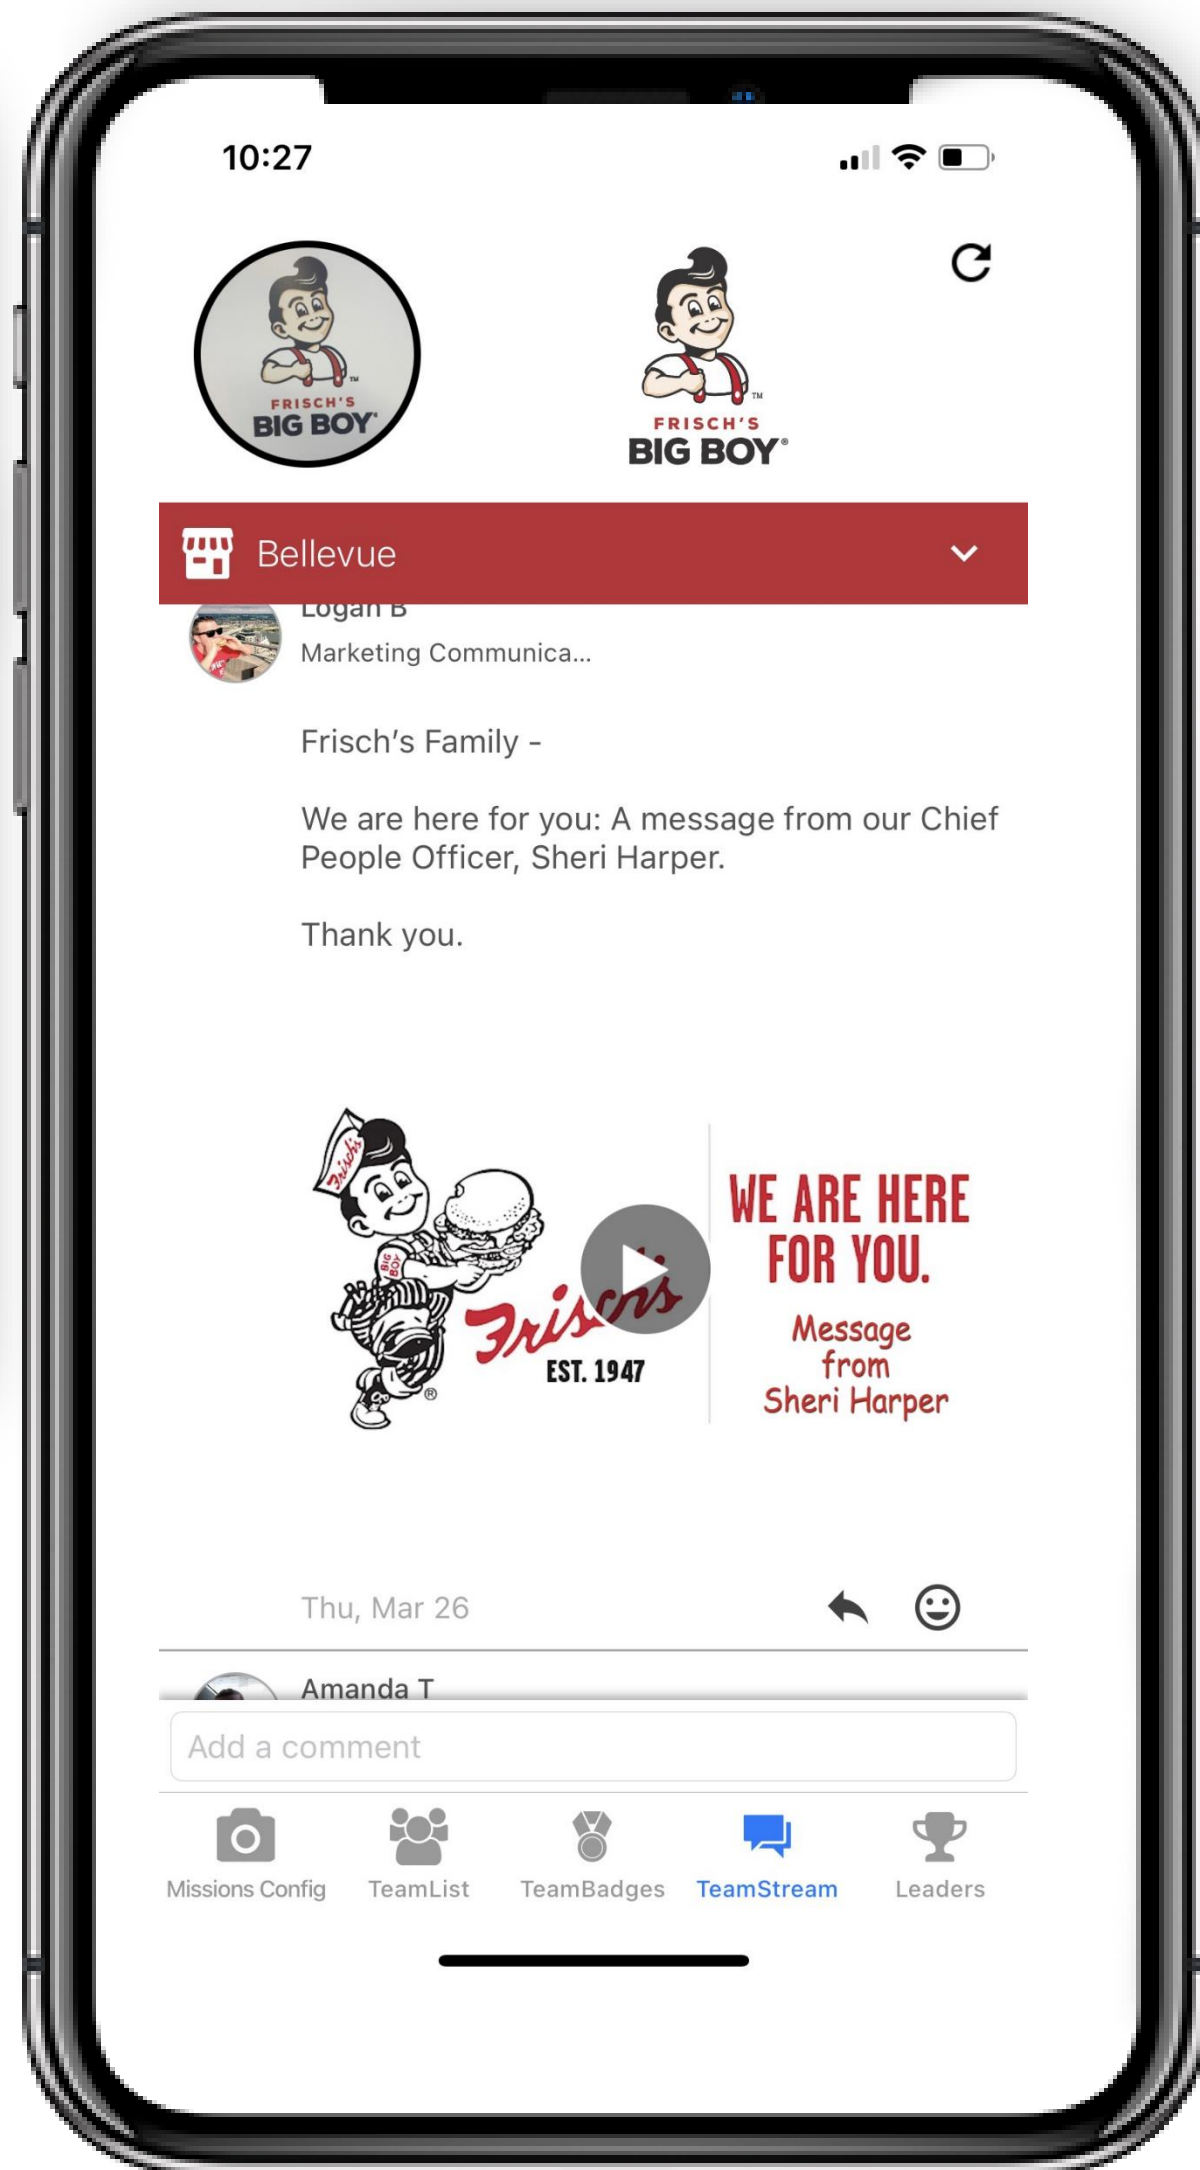 10:27
FRISCH'S
BIG BOY
TM
FRISCH'S
BIG BOY®
TM
Bellevue
Logan B
Marketing Communica...
Frisch's Family -
We are here for you: A message from our Chief
People Officer, Sheri Harper.
Thank you.
Frisch's
BIG
BOY
Frisch's
EST. 1947
®
WE ARE HERE
FOR YOU.
Message
from
Sheri Harper
Thu, Mar 26
Amanda T
Add a comment
Missions Config
TeamList
TeamBadges
TeamStream
Leaders